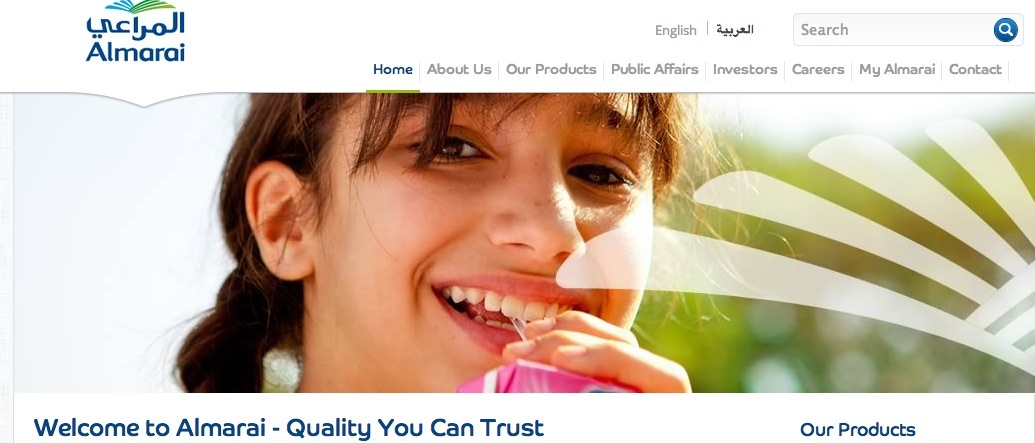 المراعي
Almarai
English العربية
Search
Home About Us Our Products Public Affairs Investors Careers My Almarai Contact
Welcome to Almarai - Quality You Can Trust
Our Products